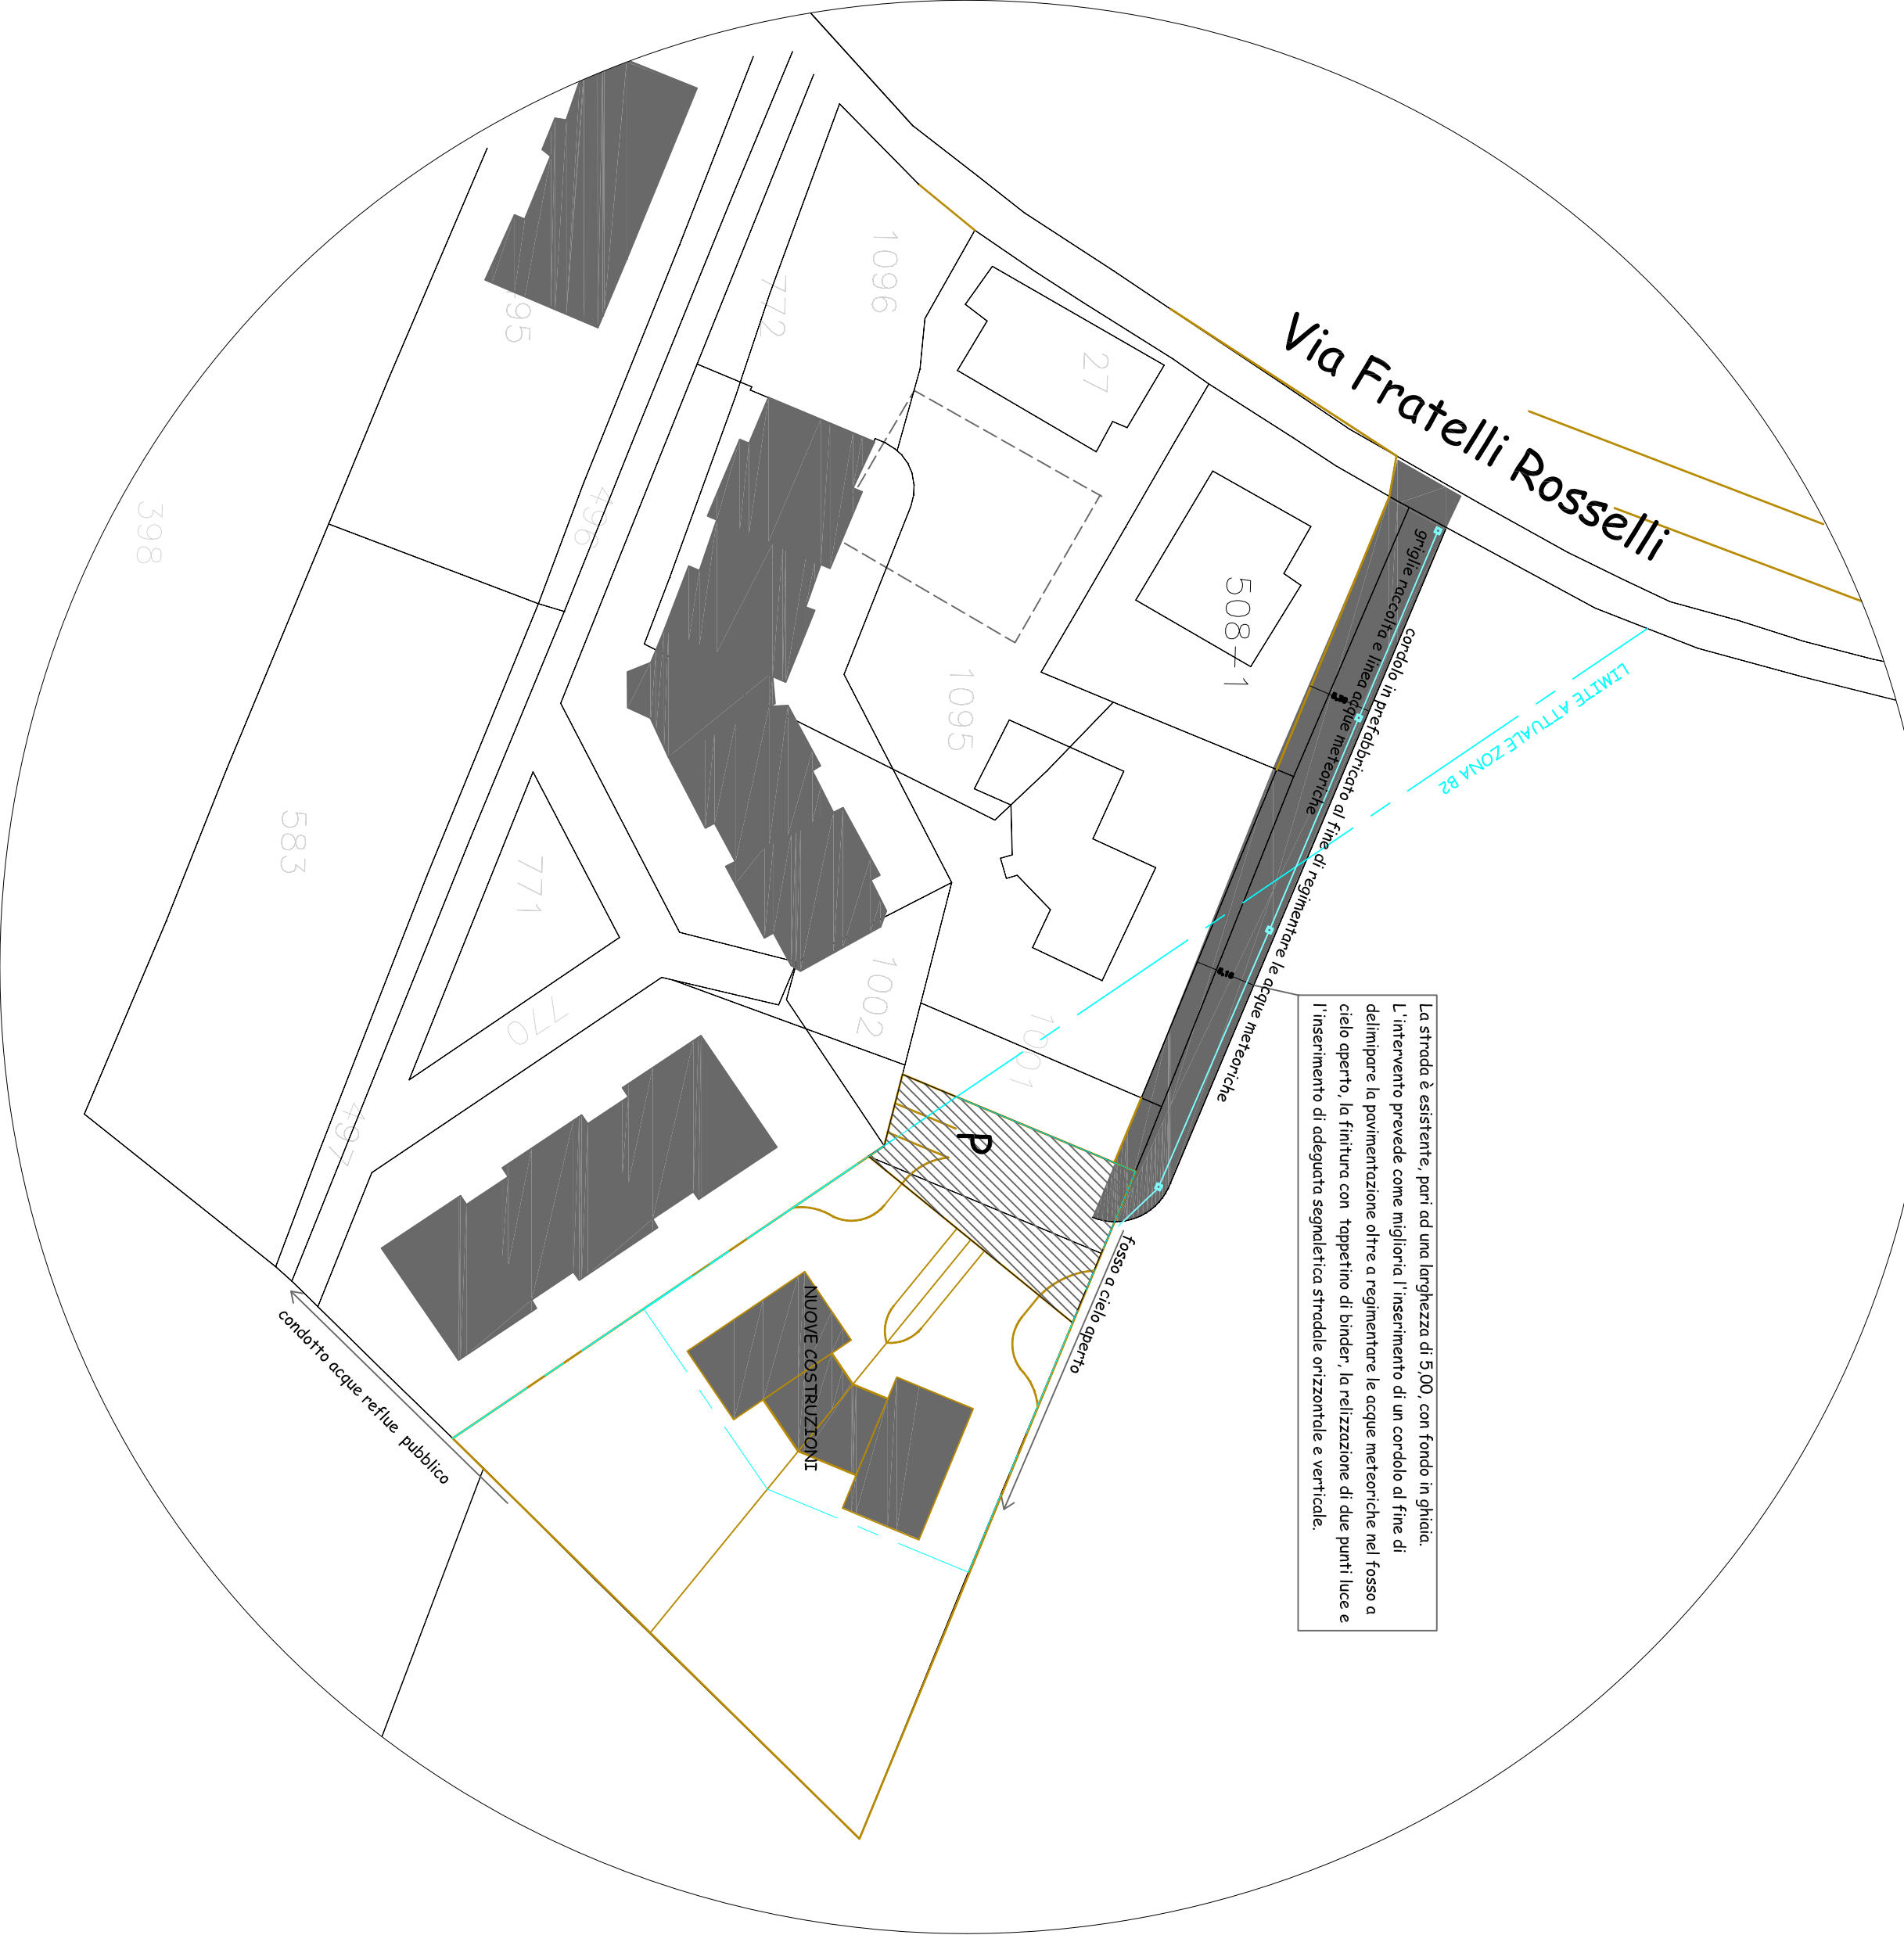 Via Fratelli Rosselli
1096
772
27
495
498
398
508-1
1095
583
771
770
1002
1001
497
griglie raccolta e linea acque meteoriche
cordolo in prefabbricato al fine di regimentare le acque meteoriche
LIMITE ATTUALE ZONA B2
5,16
P
fosso a cielo aperto
La strada è esistente, pari ad una larghezza di 5,00, con fondo in ghiaia.
L'intervento prevede come miglioria l'inserimento di un cordolo al fine di
delimipare la pavimentazione oltre a regimentare le acque meteoriche nel fosso a
cielo aperto, la finitura con tappetino di binder, la relizzazione di due punti luce e
l'inserimento di adeguata segnaletica stradale orizzontale e verticale.
NUOVE COSTRUZIONI
condotto acque reflue pubblico